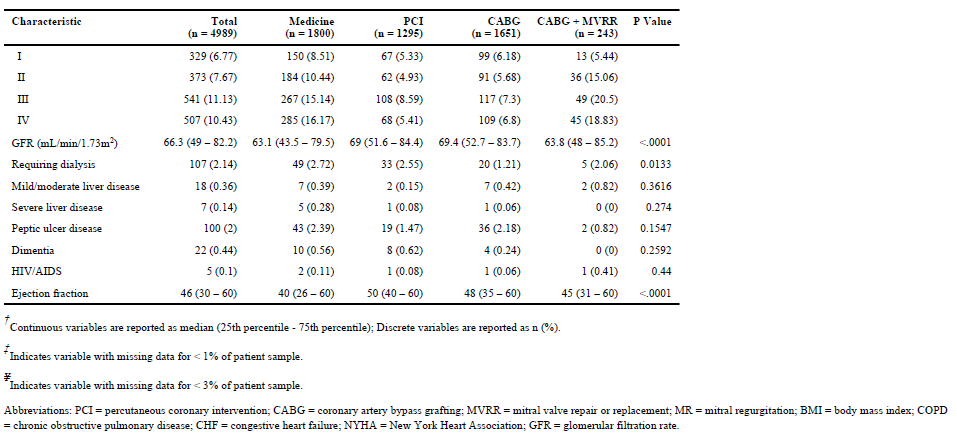 Characteristic Total (n = 4989) Medicine (n = 1800) PCI (n = 1295) CABG (n = 1651) CABG + MVRR (n = 243) P Value
I 329 (6.77) 150 (8.51) 67 (5.33) 99 (6.18) 13 (5.44)
II 373 (7.67) 184 (10.44) 62 (4.93) 91 (5.68) 36 (15.06)
III 541 (11.13) 267 (15.14) 108 (8.59) 117 (7.3) 49 (20.5)
IV 507 (10.43) 285 (16.17) 68 (5.41) 109 (6.8) 45 (18.83)
GFR (mL/min/1.73m²) 66.3 (49 – 82.2) 63.1 (43.5 – 79.5) 69 (51.6 – 84.4) 69.4 (52.7 – 83.7) 63.8 (48 – 85.2) <.0001
Requiring dialysis 107 (2.14) 49 (2.72) 33 (2.55) 20 (1.21) 5 (2.06) 0.0133
Mild/moderate liver disease 18 (0.36) 7 (0.39) 2 (0.15) 7 (0.42) 2 (0.82) 0.3616
Severe liver disease 7 (0.14) 5 (0.28) 1 (0.08) 1 (0.06) 0 (0) 0.274
Peptic ulcer disease 100 (2) 43 (2.39) 19 (1.47) 36 (2.18) 2 (0.82) 0.1547
Dimentia 22 (0.44) 10 (0.56) 8 (0.62) 4 (0.24) 0 (0) 0.2592
HIV/AIDS 5 (0.1) 2 (0.11) 1 (0.08) 1 (0.06) 1 (0.41) 0.44
Ejection fraction 46 (30 – 60) 40 (26 – 60) 50 (40 – 60) 48 (35 – 60) 45 (31 – 60) <.0001
† Continuous variables are reported as median (25th percentile - 75th percentile); Discrete variables are reported as n (%).
‡ Indicates variable with missing data for < 1% of patient sample.
¥ Indicates variable with missing data for < 3% of patient sample.
Abbreviations: PCI = percutaneous coronary intervention; CABG = coronary artery bypass grafting; MVRR = mitral valve repair or replacement; MR = mitral regurgitation; BMI = body mass index; COPD
= chronic obstructive pulmonary disease; CHF = congestive heart failure; NYHA = New York Heart Association; GFR = glomerular filtration rate.